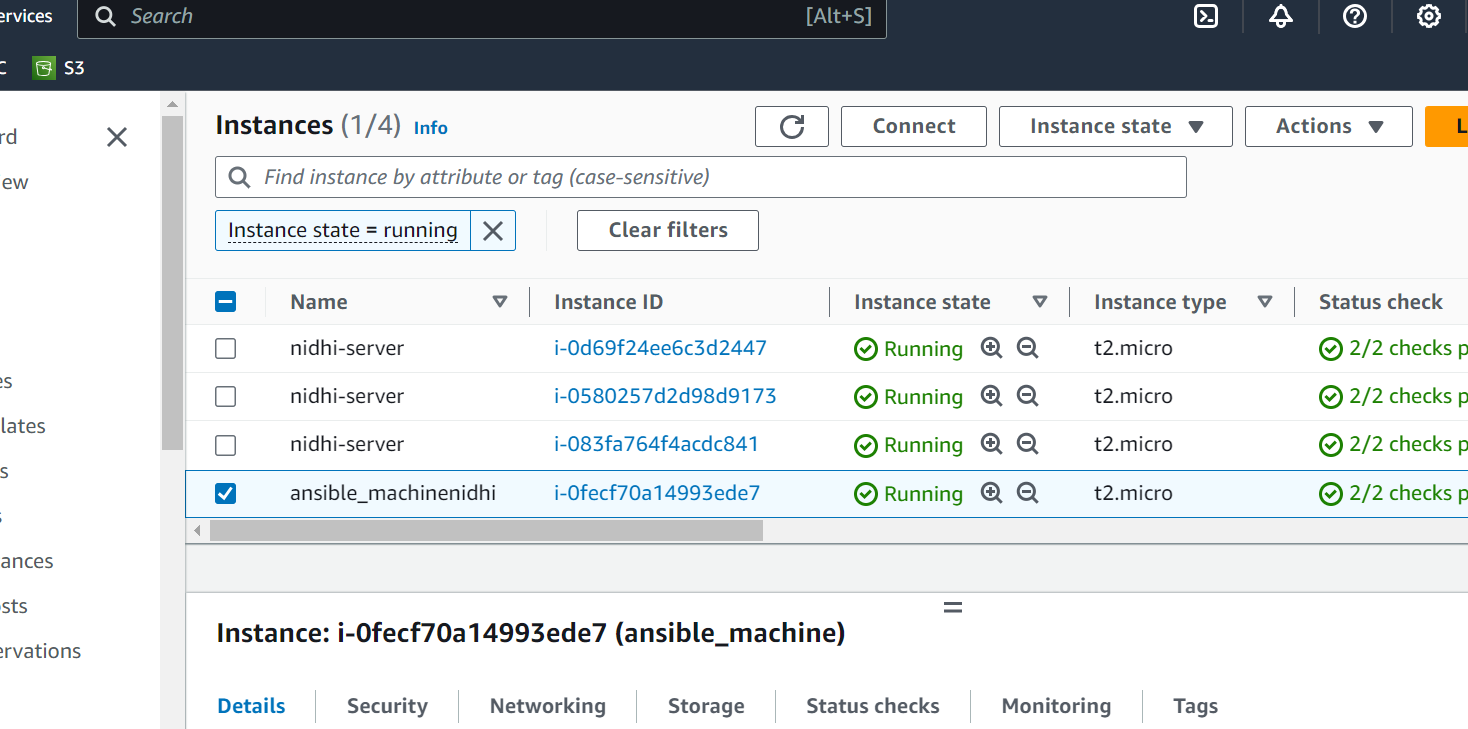 ervices Search [Alt+S]
C S3
Instances (1/4) Info Connect Instance state Actions L
rd
ew
Find instance by attribute or tag (case-sensitive)
Instance state = running Clear filters
Name Instance ID Instance state Instance type Status check
nidhi-server i-0d69f24ee6c3d2447 Running t2.micro 2/2 checks p
nidhi-server i-0580257d2d98d9173 Running t2.micro 2/2 checks p
nidhi-server i-083fa764f4acdc841 Running t2.micro 2/2 checks p
ansible_machinenidhi i-0fecf70a14993ede7 Running t2.micro 2/2 checks p
es
lates
s
s
ances
osts
ervations
Instance: i-0fecf70a14993ede7 (ansible_machine)
Details Security Networking Storage Status checks Monitoring Tags